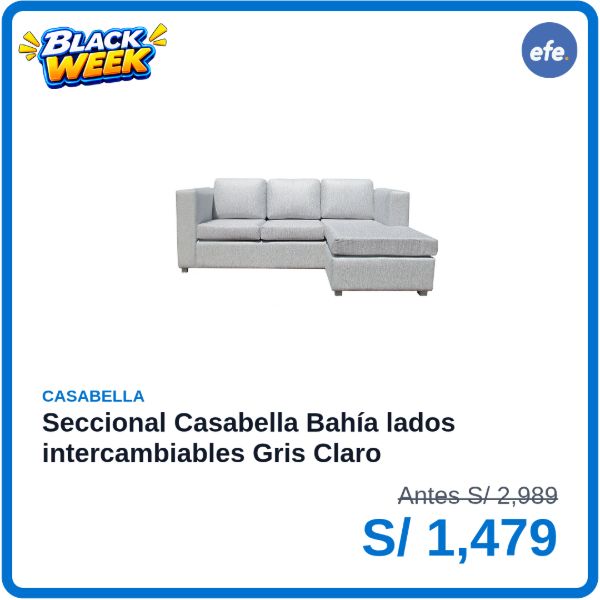 BLACK
WEEK
efe.
CASABELLA
Seccional Casabella Bahía lados
intercambiables Gris Claro
Antes S/ 2,989
S/ 1,479